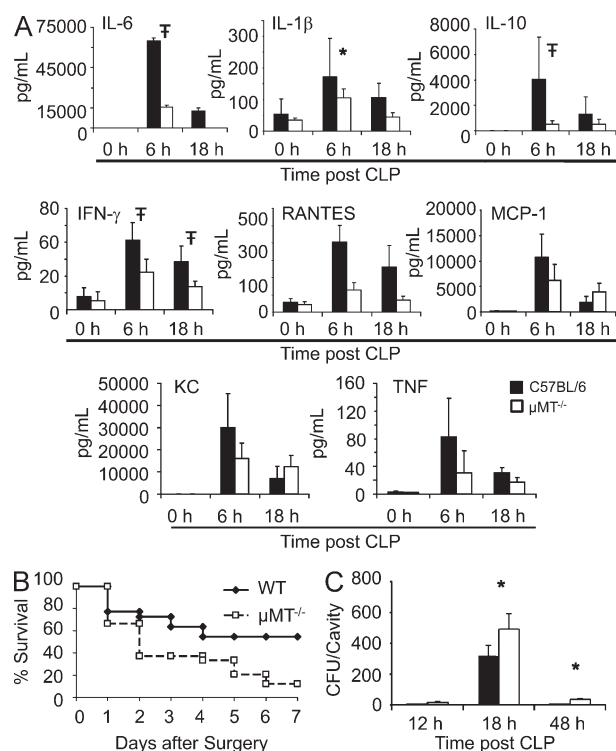 A
IL-6
pg/mL
75000
60000
45000
30000
15000
0
Ŧ
0 h 6 h 18 h
IL-1β
pg/mL
300
200
100
0
*
0 h 6 h 18 h
IL-10
pg/mL
8000
6000
4000
2000
0
Ŧ
0 h 6 h 18 h
Time post CLP
IFN-γ
pg/mL
80
60
40
20
0
Ŧ
Ŧ
0 h 6 h 18 h
RANTES
pg/mL
500
300
100
0
0 h 6 h 18 h
MCP-1
pg/mL
20000
15000
10000
5000
0
0 h 6 h 18 h
Time post CLP
KC
pg/mL
50000
40000
30000
20000
10000
0
0 h 6 h 18 h
TNF
pg/mL
160
120
80
40
0
0 h 6 h 18 h
C57BL/6
µMT-/-
Time post CLP
B
% Survival
100
80
60
40
20
0
WT
µMT-/-
0 1 2 3 4 5 6 7
Days after Surgery
C
CFU/Cavity
800
600
400
200
0
*
*
12 h 18 h 48 h
Time post CLP